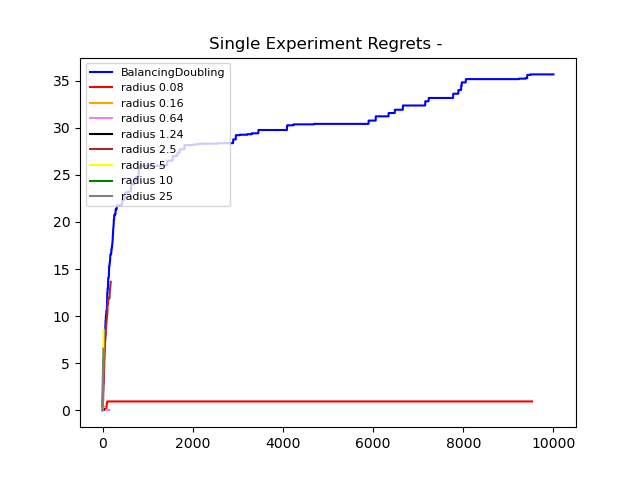 Single Experiment Regrets -
BalancingDoubling
radius 0.08
radius 0.16
radius 0.64
radius 1.24
radius 2.5
radius 5
radius 10
radius 25
35
30
25
20
15
10
5
0
0 2000 4000 6000 8000 10000